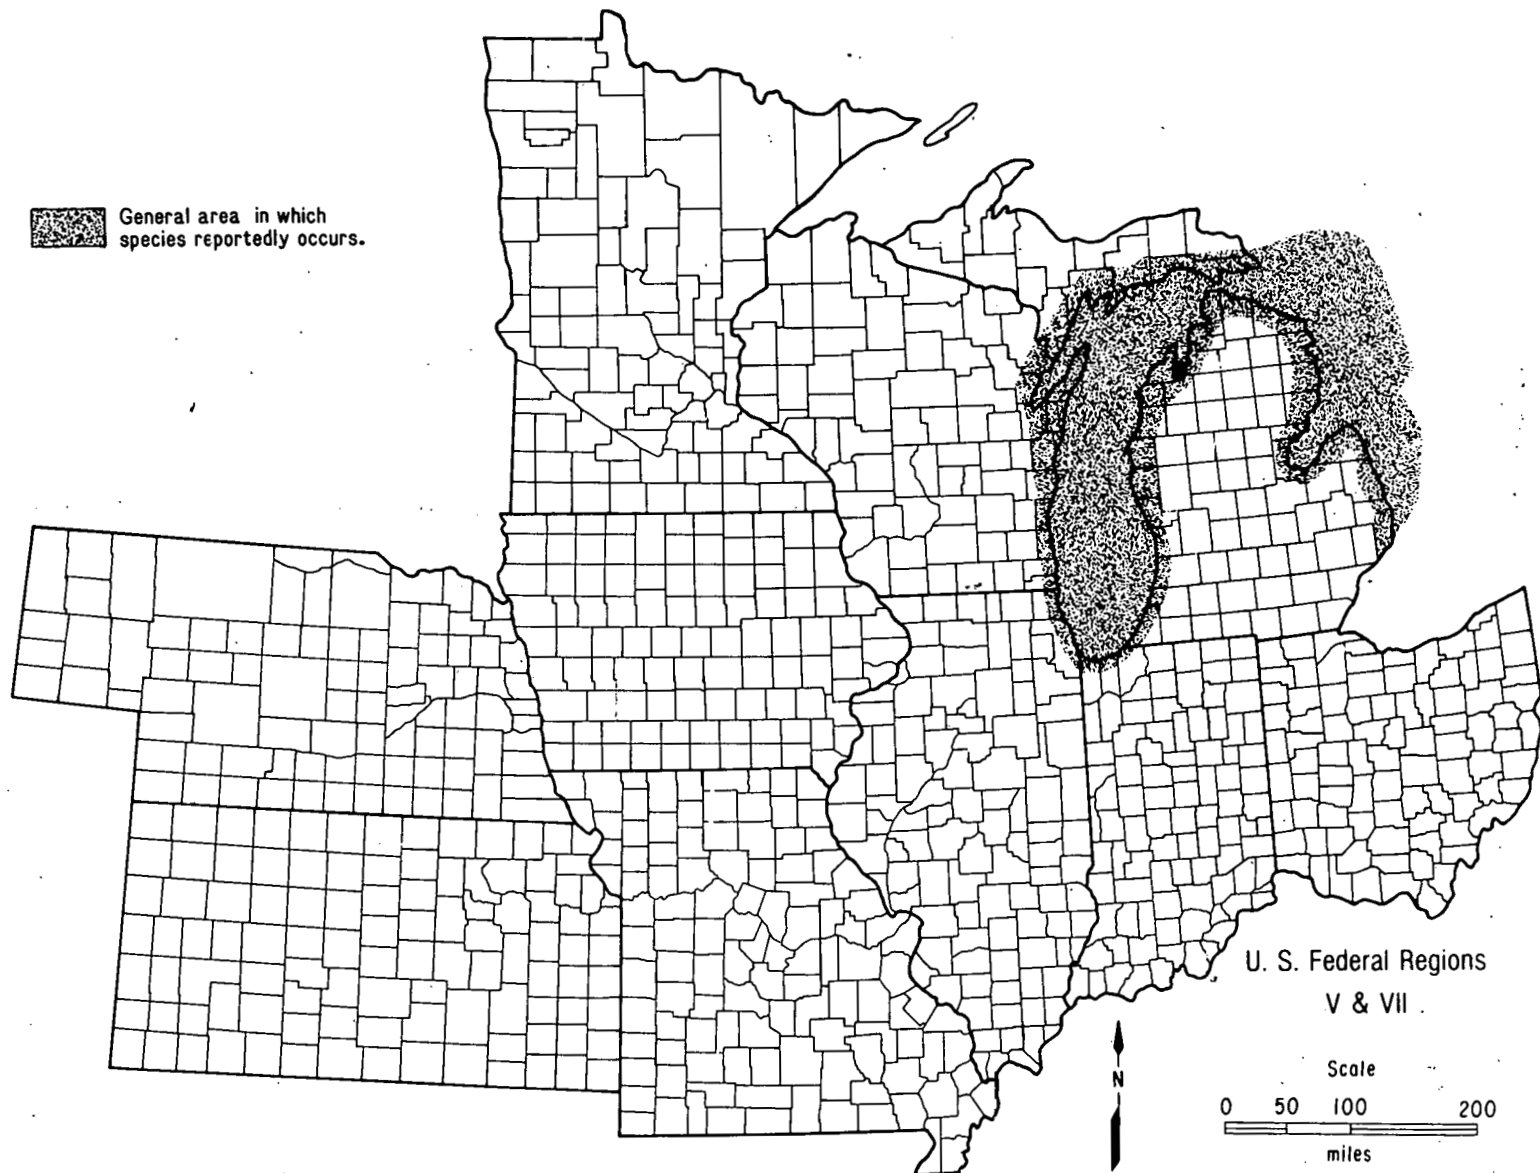 General area in which
species reportedly occurs.
U. S. Federal Regions
V & VII
N
Scale
0 50 100 200
miles